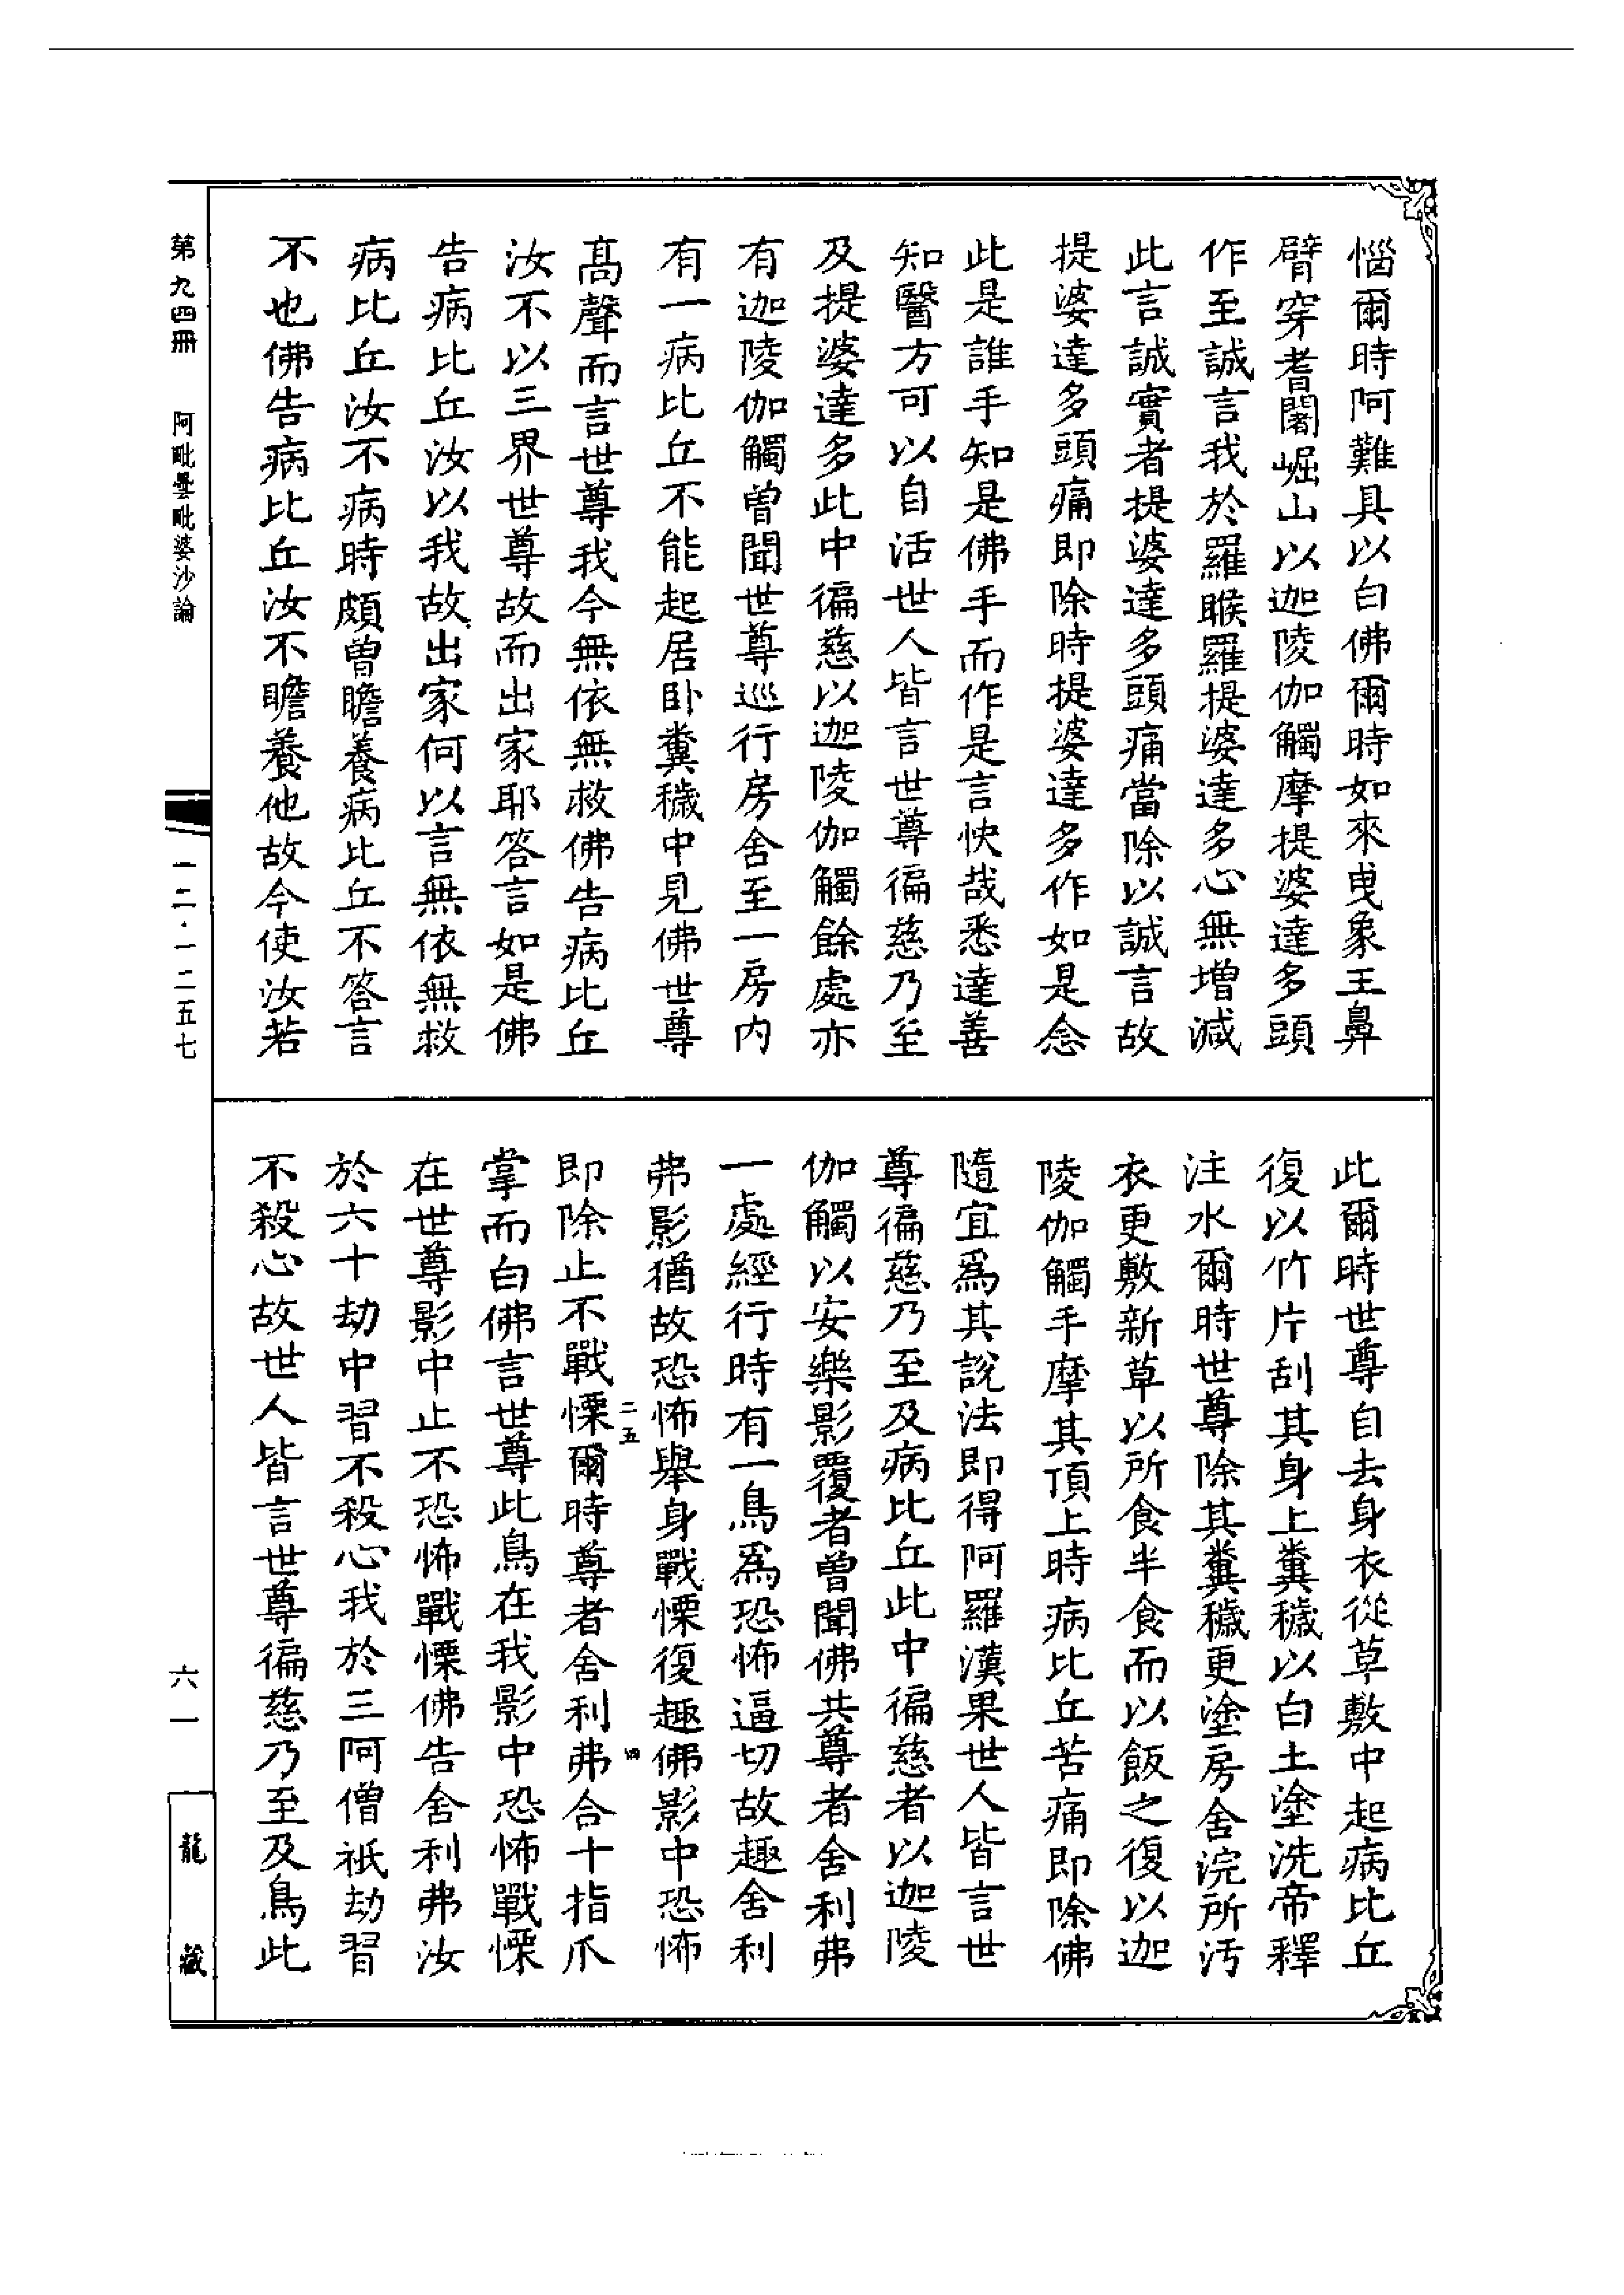 惱爾時阿難具以白佛爾時如來曳象王鼻
臂穿耆闍崛山以迦陵伽觸摩提婆達多頭
作至誠言我於羅睺羅提婆達多心無增減
此言誠實者提婆達多頭痛當除以誠言故
提婆達多頭痛即除時提婆達多作如是念
此是誰手知是佛手而作是言快哉悉達善
知醫方可以自活世人皆言世尊徧慈乃至
及提婆達多此中徧慈以迦陵伽觸餘處亦
有迦陵伽觸曾聞世尊巡行房舍至一房內
有一病比丘不能起居卧糞穢中見佛世尊
髙聲而言世尊我今無依無救佛告病比丘
汝不以三界世尊故而出家耶答言如是佛
告病比丘汝以我故出家何以言無依無救
病比丘汝不病時頗曾瞻養病比丘不答言
不也佛告病比丘汝不瞻養他故今使汝若
此爾時世尊自去身衣從草敷中起病比丘
復以竹片刮其身上糞穢以白土塗洗帝釋
注水爾時世尊除其糞穢更塗房舍浣所汚
衣更敷新草以所食半食而以飯之復以迦
陵伽觸手摩其頂上時病比丘苦痛即除佛
隨宜爲其說法即得阿羅漢果世人皆言世
尊徧慈乃至及病比丘此中徧慈者以迦陵
伽觸以安樂影覆者曾聞佛共尊者舍利弗
一處經行時有一鳥爲恐怖逼切故趣舍利
弗影猶故恐怖舉身戰慄復趣佛影中恐怖
二五 四
即除止不戰慄爾時尊者舍利弗合十指爪
掌而白佛言世尊此鳥在我影中恐怖戰慄
在世尊影中止不恐怖戰慄佛告舍利弗汝
於六十劫中習不殺心我於三阿僧祇劫習
不殺心故世人皆言世尊徧慈乃至及鳥此
第九四冊 阿毗曇毗婆沙論
一二·一二五七
六一
龍藏